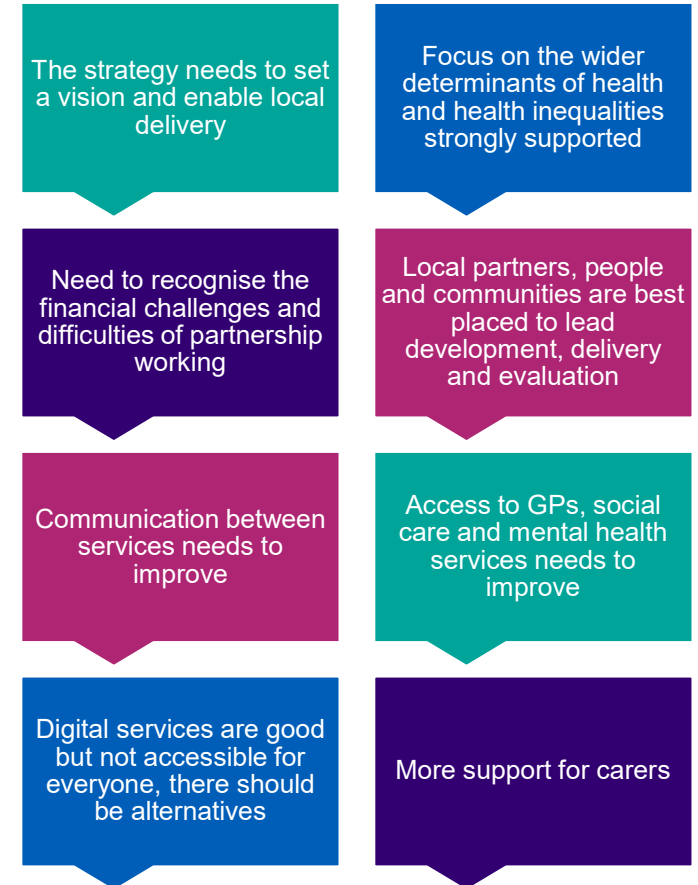 The strategy needs to set
a vision and enable local
delivery
Focus on the wider
determinants of health
and health inequalities
strongly supported
Need to recognise the
financial challenges and
difficulties of partnership
working
Local partners, people
and communities are best
placed to lead
development, delivery
and evaluation
Communication between
services needs to
improve
Access to GPs, social
care and mental health
services needs to
improve
Digital services are good
but not accessible for
everyone, there should
be alternatives
More support for carers